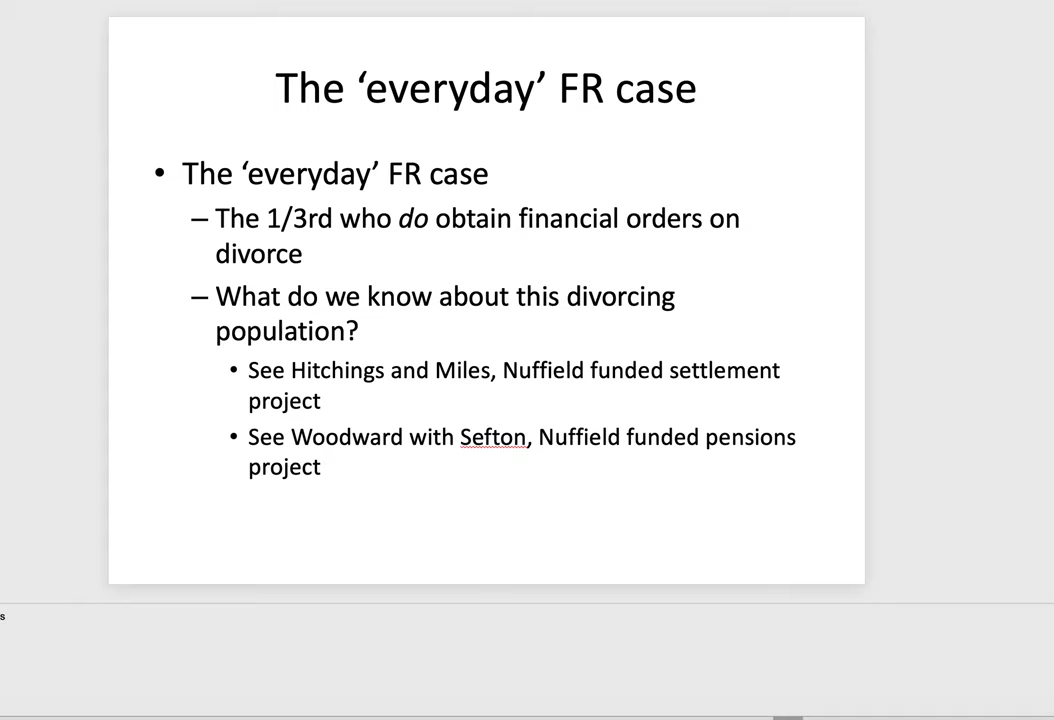 The ‘everyday’ FR case
• The ‘everyday’ FR case
– The 1/3rd who do obtain financial orders on
divorce
– What do we know about this divorcing
population?
• See Hitchings and Miles, Nuffield funded settlement
project
• See Woodward with Sefton, Nuffield funded pensions
project
s